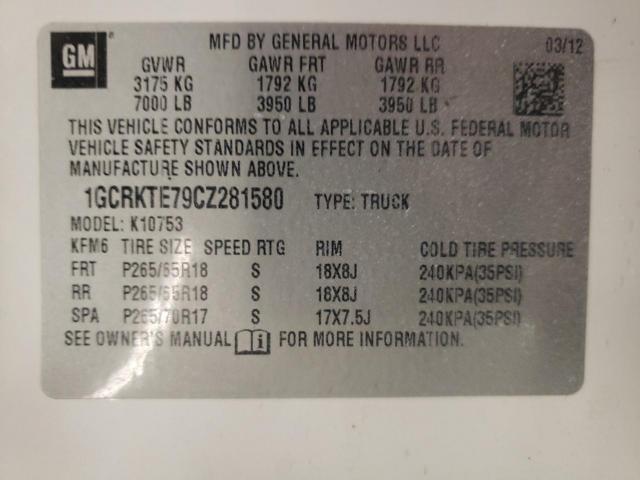 GM
MFD BY GENERAL MOTORS LLC 03/12
GVWR GAWR FRT GAWR RR
3175 KG 1792 KG 1792 KG
7000 LB 3950 LB 3950 LB
THIS VEHICLE CONFORMS TO ALL APPLICABLE U.S. FEDERAL MOTOR
VEHICLE SAFETY STANDARDS IN EFFECT ON THE DATE OF
MANUFACTURE SHOWN ABOVE.
1GCRKTE79CZ281580 TYPE: TRUCK
MODEL: K10753
KFM6 TIRE SIZE SPEED RTG RIM COLD TIRE PRESSURE
FRT P265/65R18 S 18X8J 240KPA(35PSI)
RR P265/65R18 S 18X8J 240KPA(35PSI)
SPA P265/70R17 S 17X7.5J 240KPA(35PSI)
SEE OWNER'S MANUAL FOR MORE INFORMATION.